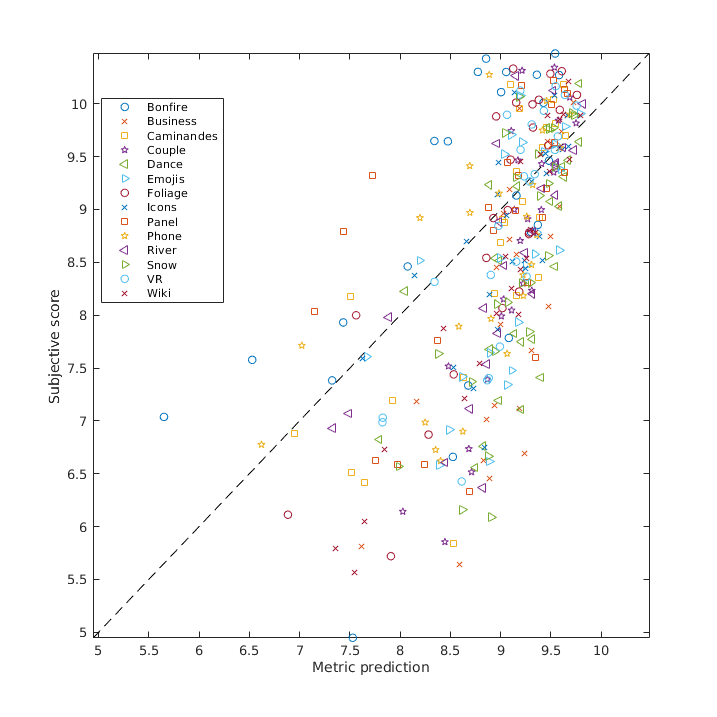 10
9.5
9
8.5
8
7.5
7
6.5
6
5.5
5
Subjective score
Bonfire
Business
Caminandes
Couple
Dance
Emojis
Foliage
Icons
Panel
Phone
River
Snow
VR
Wiki
5 5.5 6 6.5 7 7.5 8 8.5 9 9.5 10
Metric prediction